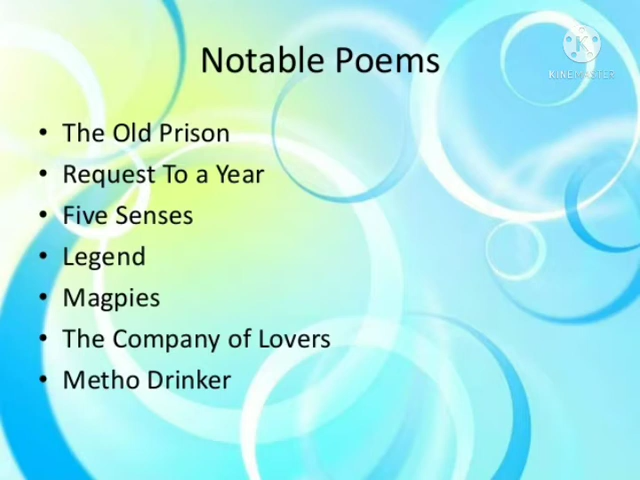 Notable Poems
KINEMASTER
• The Old Prison
• Request To a Year
• Five Senses
• Legend
• Magpies
• The Company of Lovers
• Metho Drinker